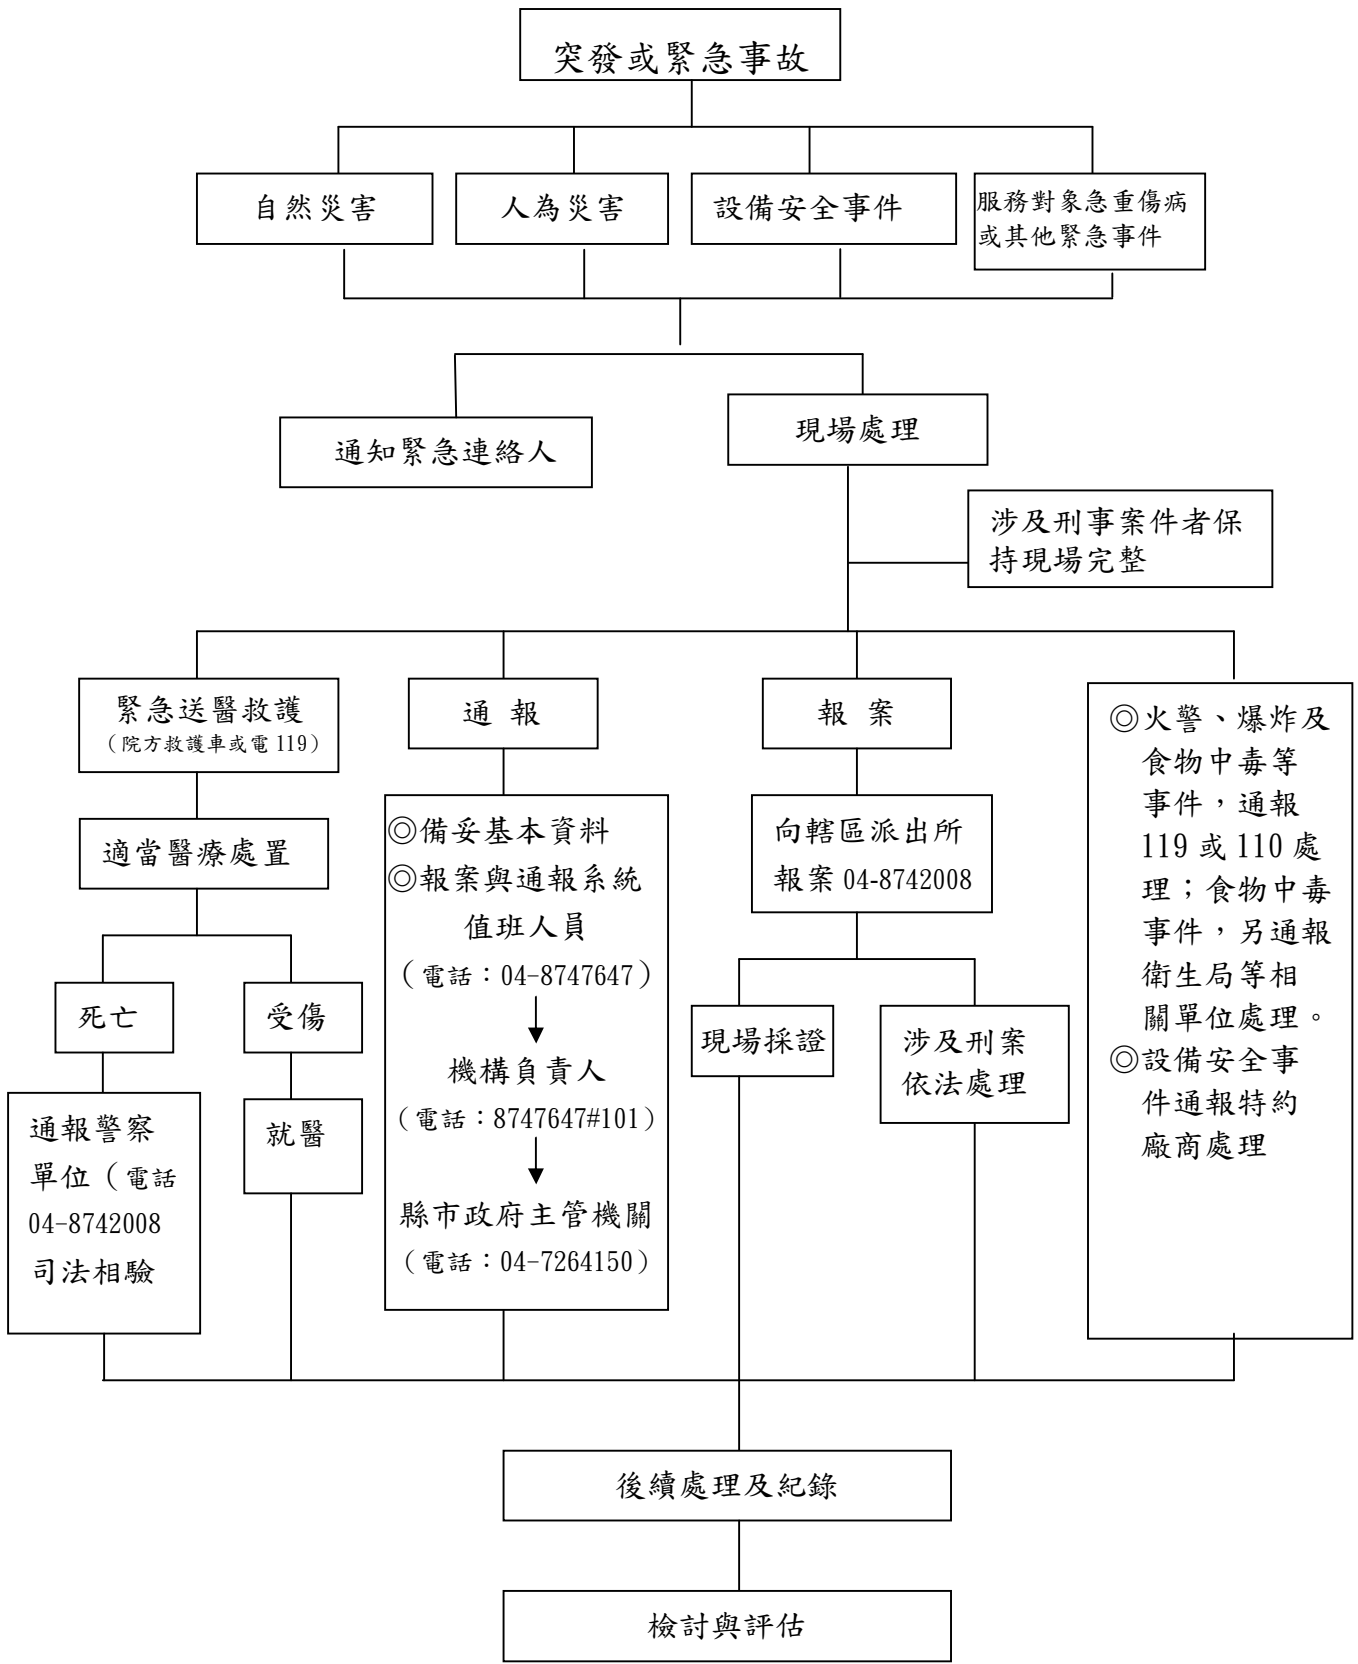 突發或緊急事故
自然災害
人為災害
設備安全事件
服務對象急重傷病
或其他緊急事件
通知緊急連絡人
現場處理
涉及刑事案件者保
持現場完整
緊急送醫救護
（院方救護車或電 119）
適當醫療處置
死亡
受傷
通報警察
單位（電話
04-8742008
司法相驗
就醫
通 報
◎備妥基本資料
◎報案與通報系統
值班人員
（電話：04-8747647）
機構負責人
（電話：8747647#101）
縣市政府主管機關
（電話：04-7264150）
報 案
向轄區派出所
報案 04-8742008
現場採證
涉及刑案
依法處理
◎火警、爆炸及
食物中毒等
事件，通報
119 或 110 處
理；食物中毒
事件，另通報
衛生局等相
關單位處理。
◎設備安全事
件通報特約
廠商處理
後續處理及紀錄
檢討與評估